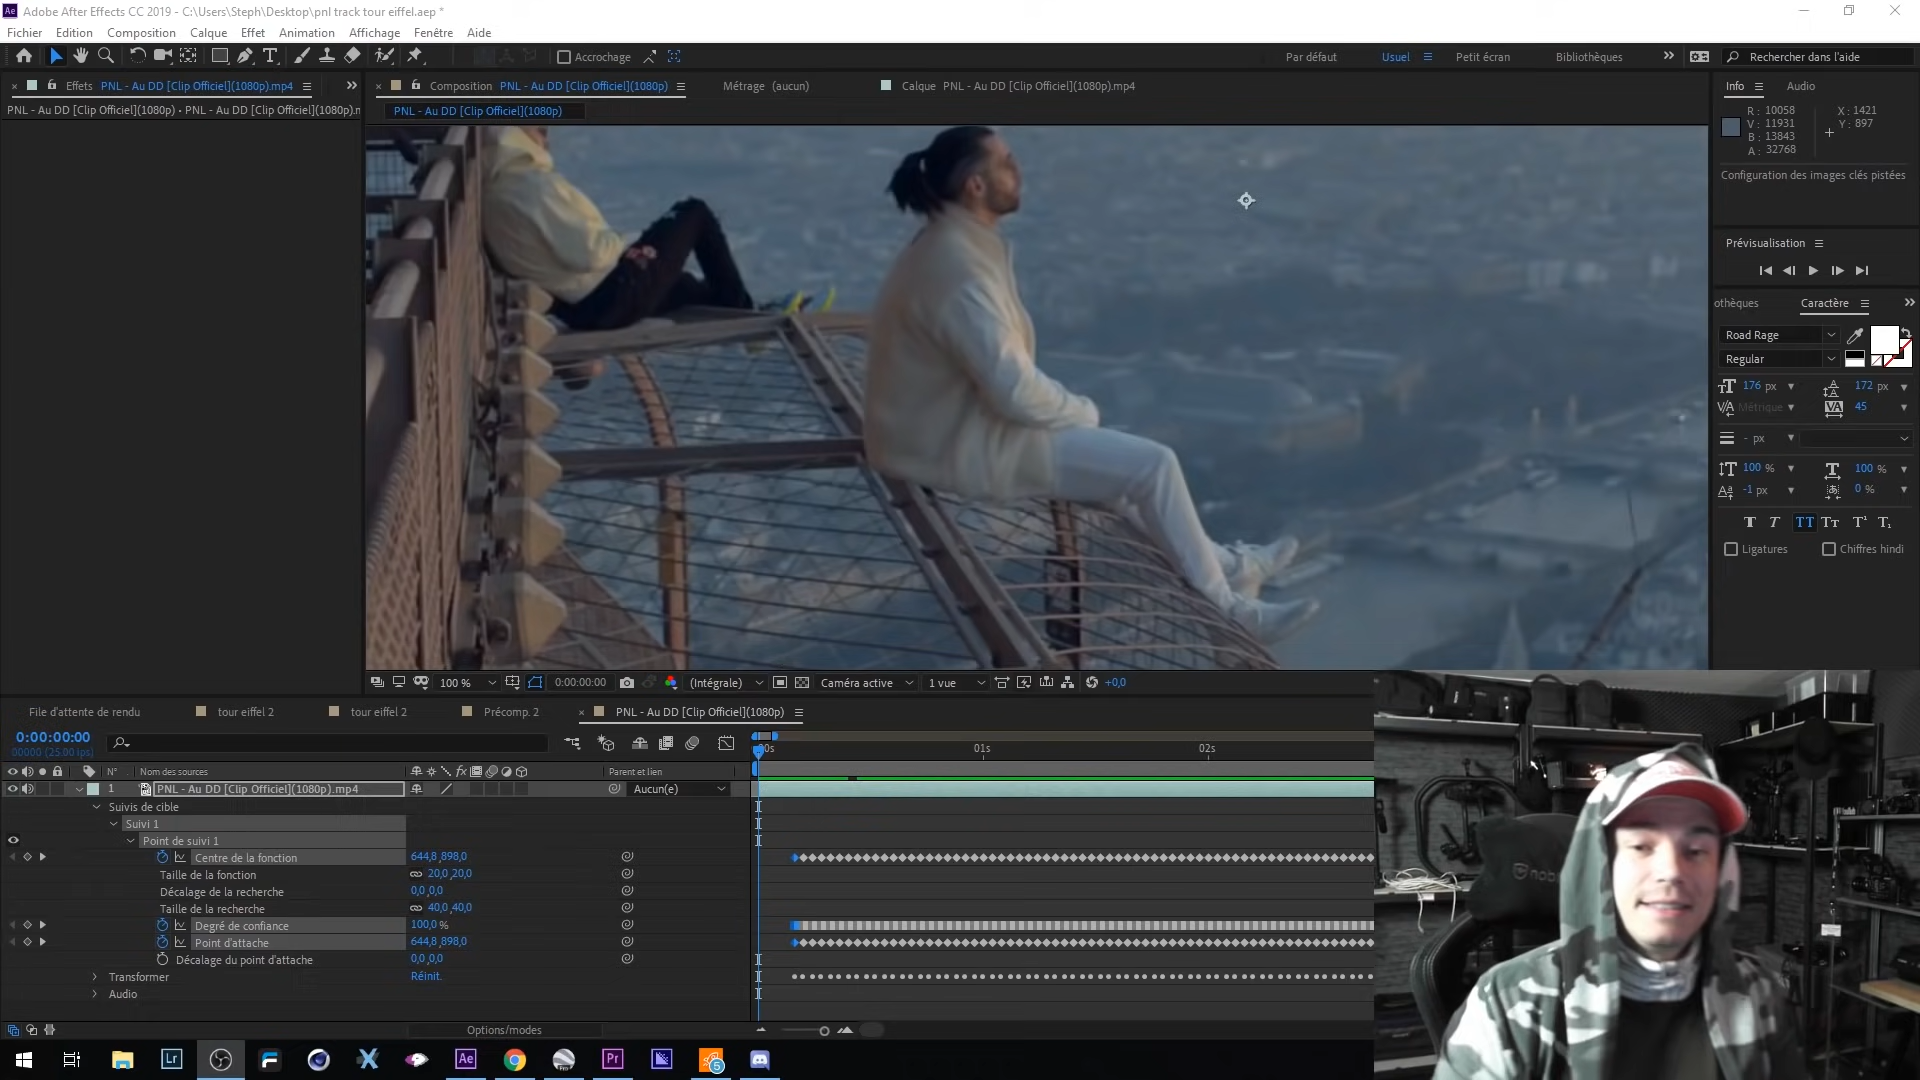 Adobe After Effects CC 2019 - C:\Users\Steph\Desktop\pnl track tour eiffel.aep *
Fichier Edition Composition Calque Effet Animation Affichage Fenêtre Aide
Accrochage Par défaut Usuel Petit écran Bibliothèques Rechercher dans l'aide
Effets PNL - Au DD [Clip Officiel](1080p).mp4
Composition PNL - Au DD [Clip Officiel](1080p) Métrage (aucun) Calque PNL - Au DD [Clip Officiel](1080p).mp4
Info Audio
PNL - Au DD [Clip Officiel](1080p) • PNL - Au DD [Clip Officiel](1080p).n
PNL - Au DD [Clip Officiel](1080p)
R : 10058
V : 11931
B : 13843
A : 32768
X : 1421
Y : 897
Configuration des images clés pistées
Prévisualisation
othèques Caractère
Road Rage
Regular
176 px 172 px
Métrique 45
- px
100 % 100 %
-1 px 0 %
T T TT Tт T¹ T₁
Ligatures Chiffres hindi
100 % 0:00:00:00 (Intégrale) Caméra active 1 vue +0,0
File d'attente de rendu tour eiffel 2 tour eiffel 2 Précomp. 2 PNL - Au DD [Clip Officiel](1080p)
0:00:00:00
00000 (25.00 ips)
00s 01s 02s
N° Nom des sources fx Parent et lien
1 PNL - Au DD [Clip Officiel](1080p).mp4 Aucun(e)
Suivis de cible
Suivi 1
Point de suivi 1
Centre de la fonction 644,8 ,898,0
Taille de la fonction 20,0 ,20,0
Décalage de la recherche 0,0 ,0,0
Taille de la recherche 40,0 ,40,0
Degré de confiance 100,0 %
Point d'attache 644,8 ,898,0
Décalage du point d'attache 0,0 ,0,0
Transformer Réinit.
Audio
Options/modes
Lr Ae Pr 5